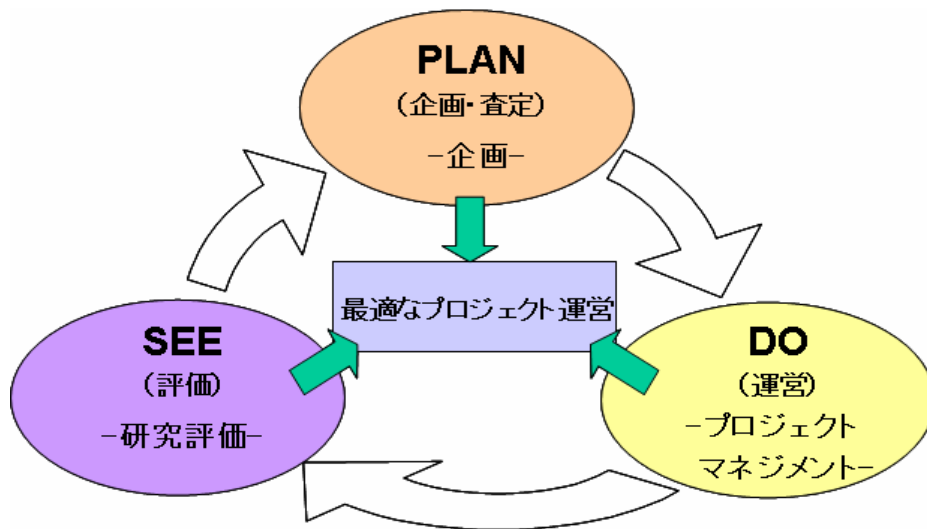 PLAN
(企画・査定)
-企画-
最適なプロジェクト運営
SEE
(評価)
-研究評価-
DO
(運営)
-プロジェクト
マネジメント-